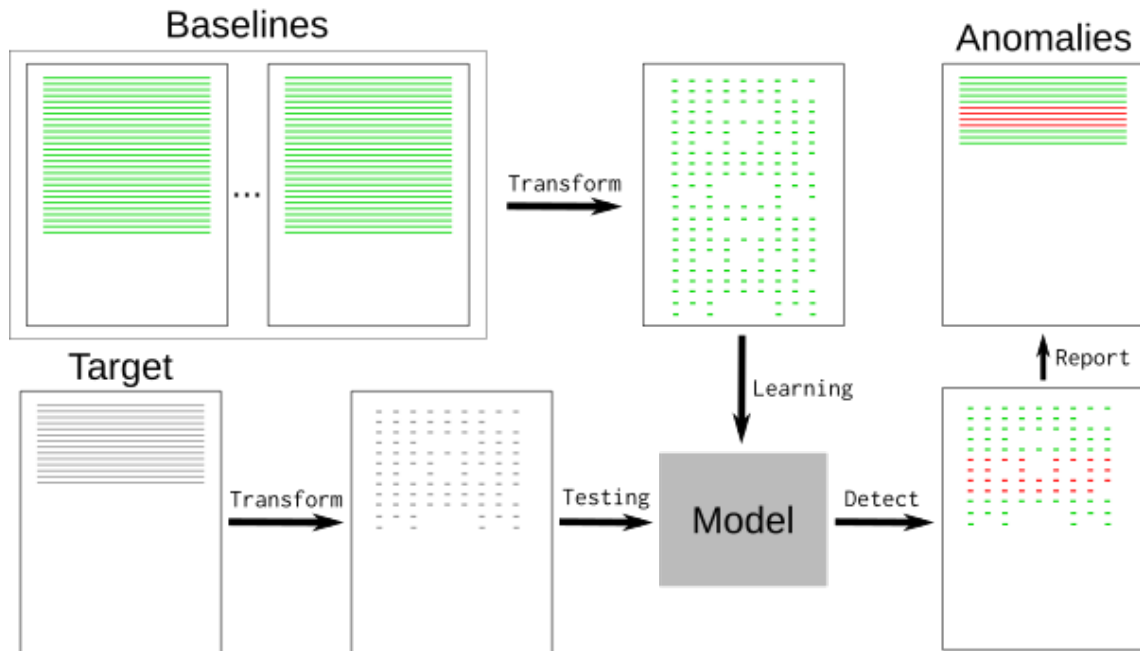 Baselines
Anomalies
...
Transform
Target
Learning
Report
Transform
Testing
Model
Detect